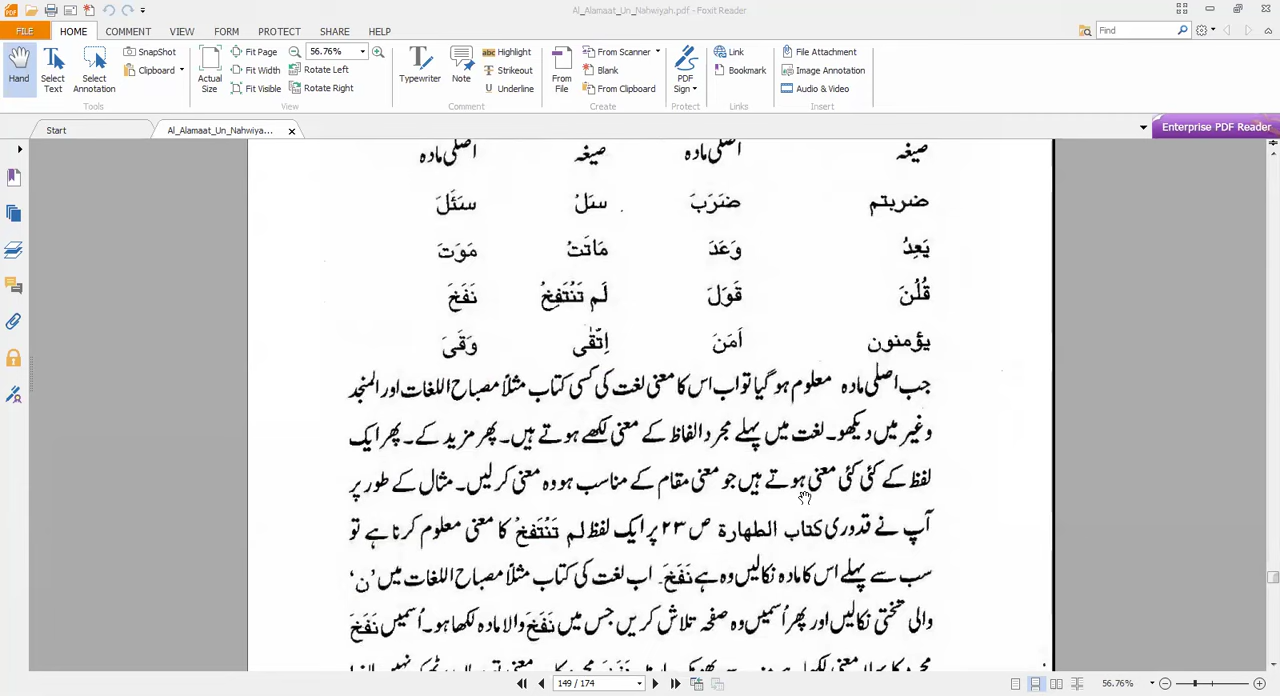 Al_Alamaat_Un_Nahwiyah.pdf - Foxit Reader
FILE HOME COMMENT VIEW FORM PROTECT SHARE HELP
Find
Hand
Select Text
Select Annotation
SnapShot
Clipboard
Tools
Actual Size
Fit Page
Fit Width
Fit Visible
56.76%
Rotate Left
Rotate Right
View
Typewriter
Note
Highlight
Strikeout
Underline
Comment
From File
From Scanner
Blank
From Clipboard
Create
PDF Sign
Protect
Link
Bookmark
Links
File Attachment
Image Annotation
Audio & Video
Insert
Start
Al_Alamaat_Un_Nahwiya...
Enterprise PDF Reader
صیغہ اصلی مادہ صیغہ اصلی مادہ
ضربتم ضَرَبَ سَلْ سَئَلَ
یَعِدُ وَعَدَ مَاتَتْ مَوَتَ
قُلْنَ قَوَلَ لَم تَنْتَفِخْ نَفَخَ
یؤمنون اَمَنَ اِتَّقٰی وَقَیَ
جب اصلی مادہ معلوم ہو گیا تو اب اس کا معنی لغت کی کسی کتاب مثلاً مصباح اللغات اور المنجد
وغیر میں دیکھو۔ لغت میں پہلے مجرد الفاظ کے معنی لکھے ہوتے ہیں۔ پھر مزید کے۔ پھر ایک
لفظ کے کئی کئی معنی ہوتے ہیں جو معنی مقام کے مناسب ہو وہ معنی کر لیں۔ مثال کے طور پر
آپ نے قدوری کتاب الطهارة ص ۲۳ پر ایک لفظ لم تَنْتَفخْ کا معنی معلوم کرنا ہے تو
سب سے پہلے اس کا مادہ نکالیں وہ ہے نَفَخَ۔ اب لغت کی کتاب مثلاً مصباح اللغات میں 'ن'
والی تختی نکالیں اور پھر اُسمیں وہ صفحہ تلاش کریں جس میں نَفَخَ والا مادہ لکھا ہو۔ اُسمیں نَفَخَ
149 / 174
56.76%